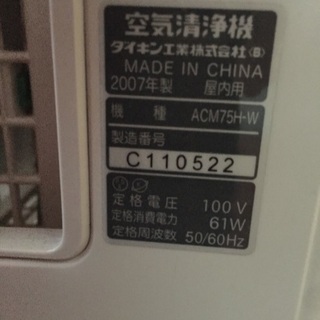 空気清浄機
ダイキン工業株式会社Ⓑ
MADE IN CHINA
2007年製 屋内用
機 種 ACM75H-W
製造番号
C110522
定格電圧 100V
定格消費電力 61W
定格周波数 50/60Hz